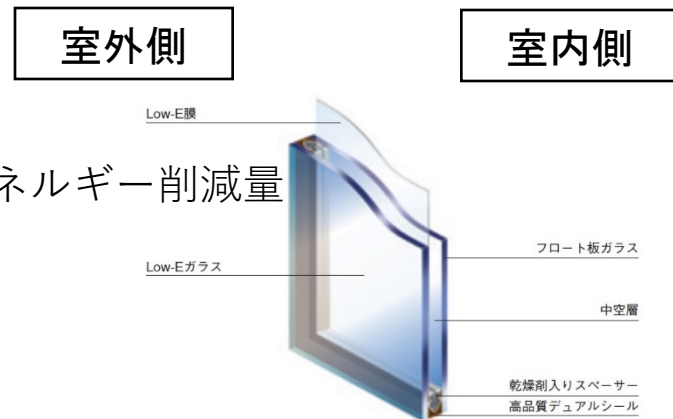 室外側
室内側
Low-E膜
ネルギー削減量
Low-Eガラス
フロート板ガラス
中空層
乾燥剤入りスペーサー
高品質デュアルシール